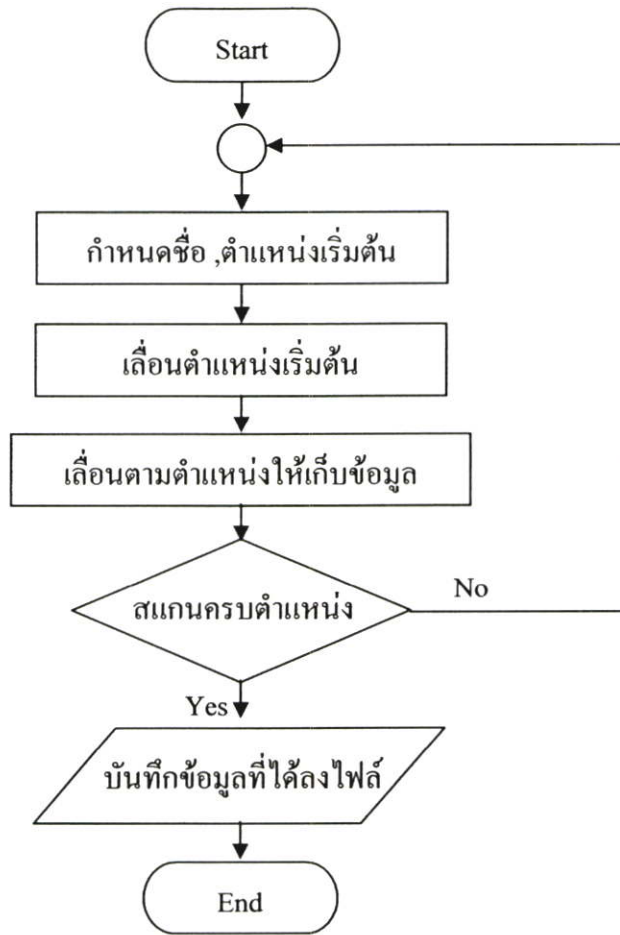 Start
กำหนดชื่อ ,ตำแหน่งเริ่มต้น
เลื่อนตำแหน่งเริ่มต้น
เลื่อนตามตำแหน่งให้เก็บข้อมูล
สแกนครบตำแหน่ง
No
Yes
บันทึกข้อมูลที่ได้ลงไฟล์
End